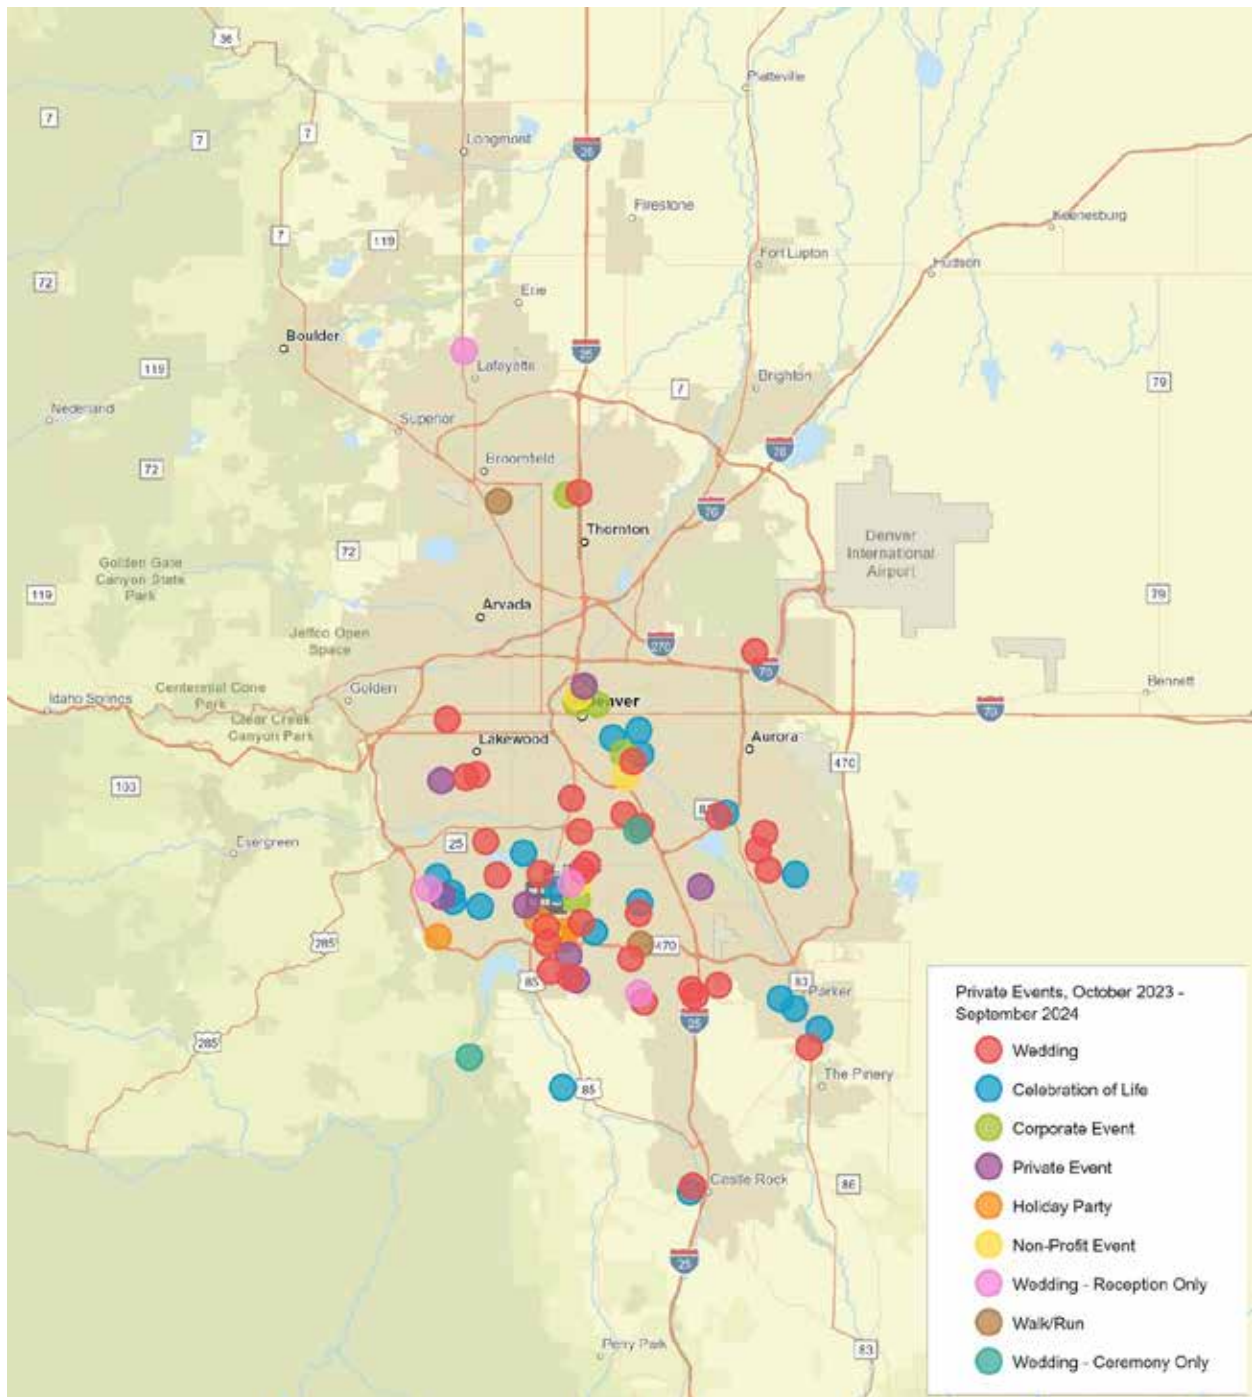 36
Platteville
7
7
7
Longmont
25
Firestone
Keenesburg
7
119
Fort Lupton
Hudson
72
Erie
Boulder
25
119
Lafayette
7
Brighton
79
Nederland
Superior
76
72
Broomfield
76
Thornton
Denver
International
Airport
72
Golden Gate
Canyon State
Park
119
79
Arvada
Jeffco Open
Space
270
70
Idaho Springs
Centennial Cone
Park
Golden
Bennett
Clear Creek
Canyon Park
70
Lakewood
Aurora
470
103
Evergreen
25
285
470
85
83
Parker
25
285
The Pinery
85
Castle Rock
86
25
Perry Park
83
Private Events, October 2023 -
September 2024
Wedding
Celebration of Life
Corporate Event
Private Event
Holiday Party
Non-Profit Event
Wedding - Reception Only
Walk/Run
Wedding - Ceremony Only